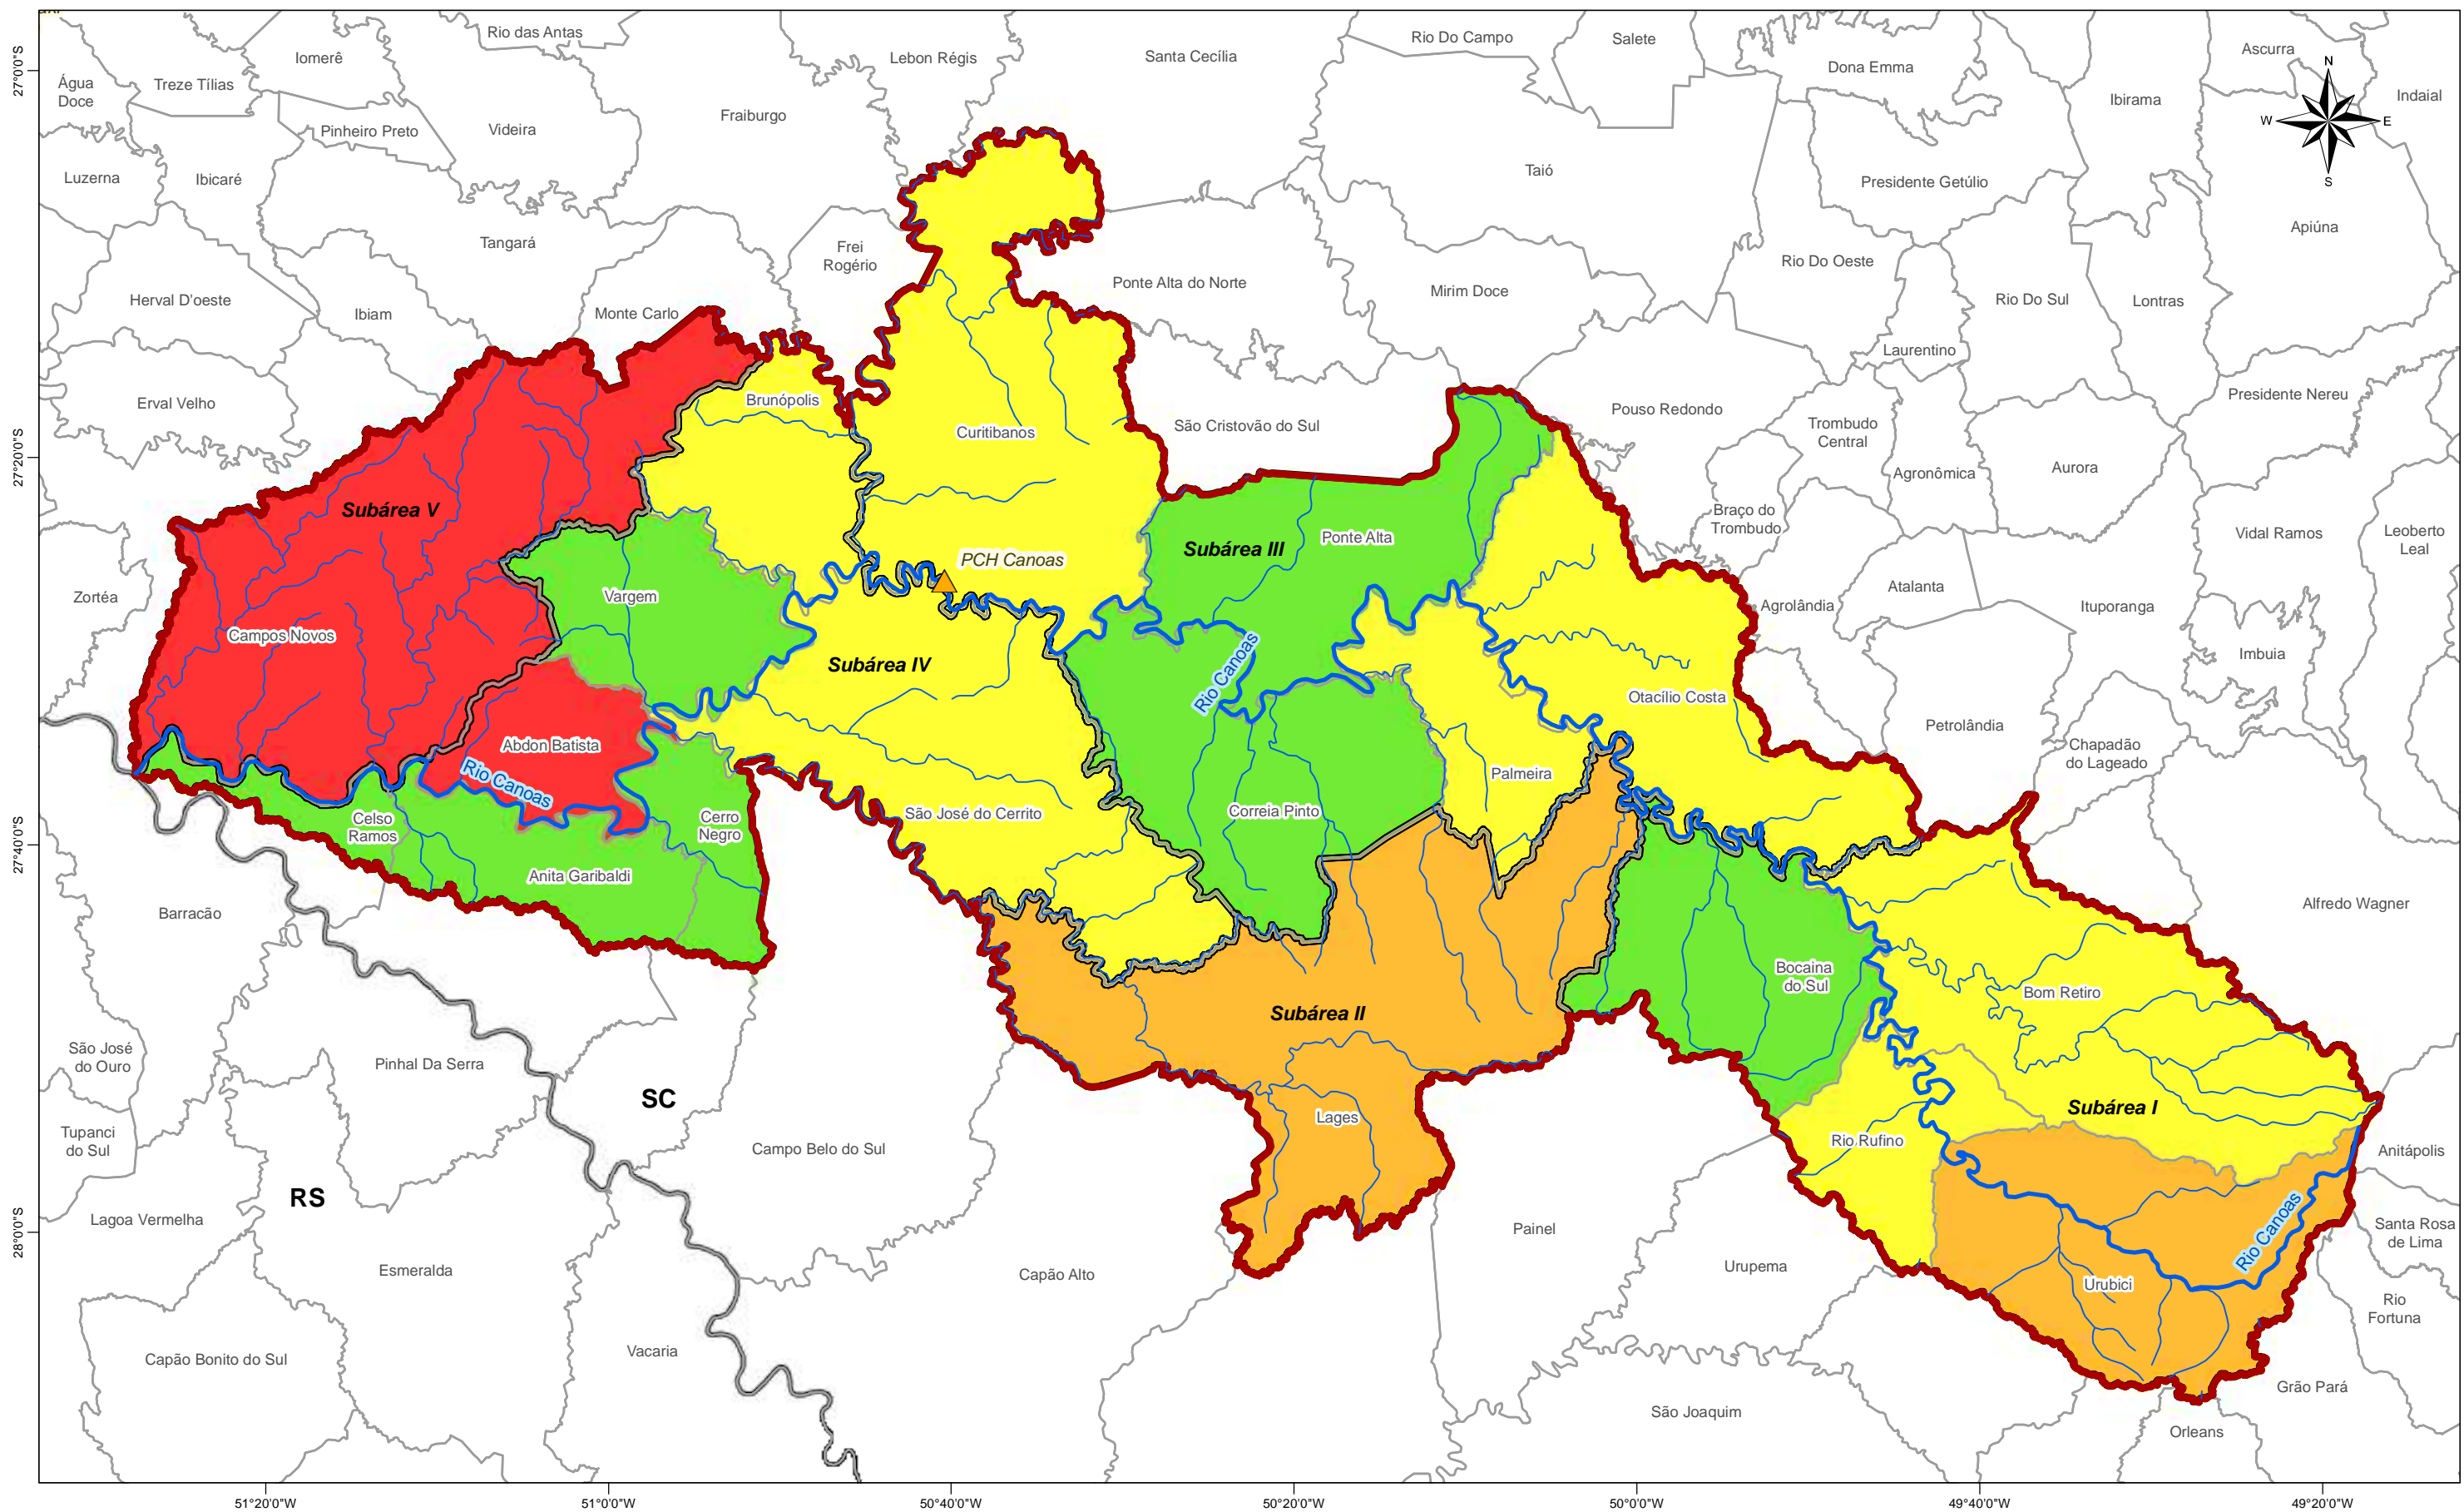 Rio das Antas
Iomerê
Lebon Régis
Santa Cecília
Rio Do Campo
Salete
Ascurra
N
Água
Doce
Treze Tílias
Dona Emma
Indaial
27°0'0"S
Pinheiro Preto
Videira
Fraiburgo
Ibirama
W
E
S
Luzerna
Ibicaré
Taió
Presidente Getúlio
Tangará
Frei
Rogério
Apiúna
Herval D'oeste
Ibiam
Monte Carlo
Ponte Alta do Norte
Mirim Doce
Rio Do Oeste
Rio Do Sul
Lontras
Laurentino
Erval Velho
Brunópolis
Curitibanos
São Cristovão do Sul
Pouso Redondo
Trombudo
Central
Presidente Nereu
27°20'0"S
Agronômica
Aurora
Subárea V
Braço do
Trombudo
Vidal Ramos
Leoberto
Leal
PCH Canoas
Subárea III
Ponte Alta
Zortéa
Vargem
Agrolândia
Atalanta
Ituporanga
Campos Novos
Subárea IV
Rio Canoas
Imbuia
Otacílio Costa
Petrolândia
Abdon Batista
Rio Canoas
Palmeira
Chapadão
do Lageado
Celso
Ramos
Cerro
Negro
São José do Cerrito
Correia Pinto
27°40'0"S
Anita Garibaldi
Barracão
Alfredo Wagner
Bocaina
do Sul
Bom Retiro
Subárea II
São José
do Ouro
Pinhal Da Serra
SC
Lages
Subárea I
Tupanci
do Sul
Campo Belo do Sul
Rio Rufino
Anitápolis
RS
Lagoa Vermelha
Painel
Rio Canoas
Santa Rosa
de Lima
28°0'0"S
Esmeralda
Capão Alto
Urupema
Urubici
Rio
Fortuna
Capão Bonito do Sul
Vacaria
Grão Pará
São Joaquim
Orleans
51°20'0"W
51°0'0"W
50°40'0"W
50°20'0"W
50°0'0"W
49°40'0"W
49°20'0"W